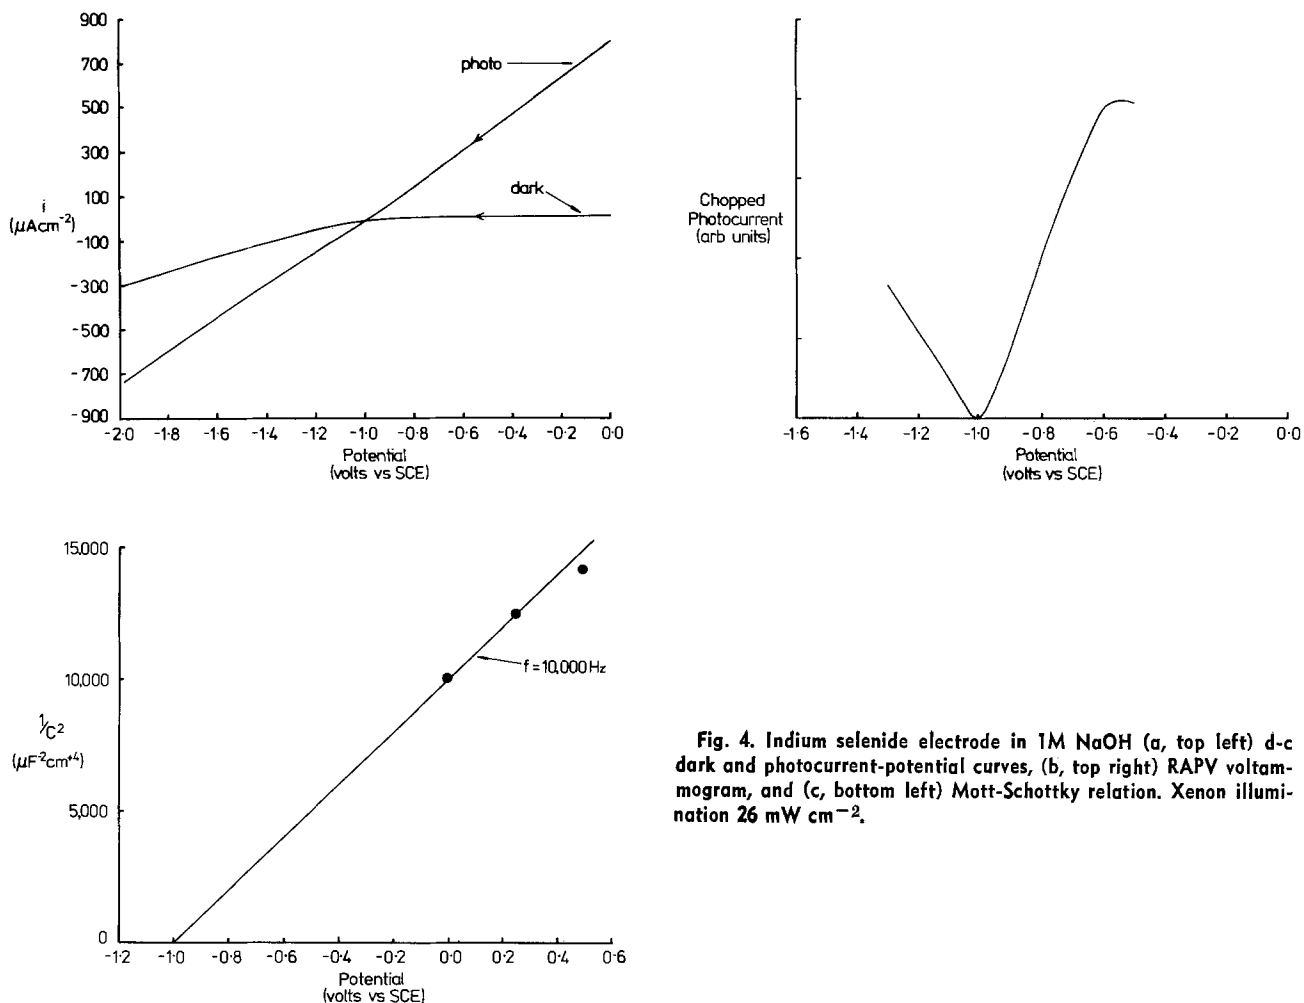 900
700
500
300
100
-100
-300
-500
-700
-900
i
(μAcm-2)
photo
dark
-2.0 -1.8 -1.6 -1.4 -1.2 -1.0 -0.8 -0.6 -0.4 -0.2 0.0
Potential
(volts vs SCE)
Chopped
Photocurrent
(arb units)
-1.6 -1.4 -1.2 -1.0 -0.8 -0.6 -0.4 -0.2 0.0
Potential
(volts vs SCE)
15,000
10,000
5,000
0
1/C2
(μF-2cm+4)
f = 10,000 Hz
-1.2 -1.0 -0.8 -0.6 -0.4 -0.2 0.0 0.2 0.4 0.6
Potential
(volts vs SCE)
Fig. 4. Indium selenide electrode in 1M NaOH (a, top left) d-c
dark and photocurrent-potential curves, (b, top right) RAPV voltam-
mogram, and (c, bottom left) Mott-Schottky relation. Xenon illumi-
nation 26 mW cm−2.